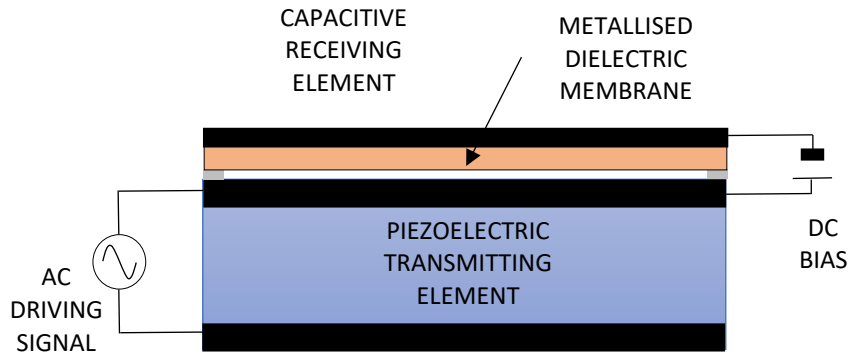 CAPACITIVE
RECEIVING
ELEMENT
METALLISED
DIELECTRIC
MEMBRANE
PIEZOELECTRIC
TRANSMITTING
ELEMENT
AC
DRIVING
SIGNAL
DC
BIAS